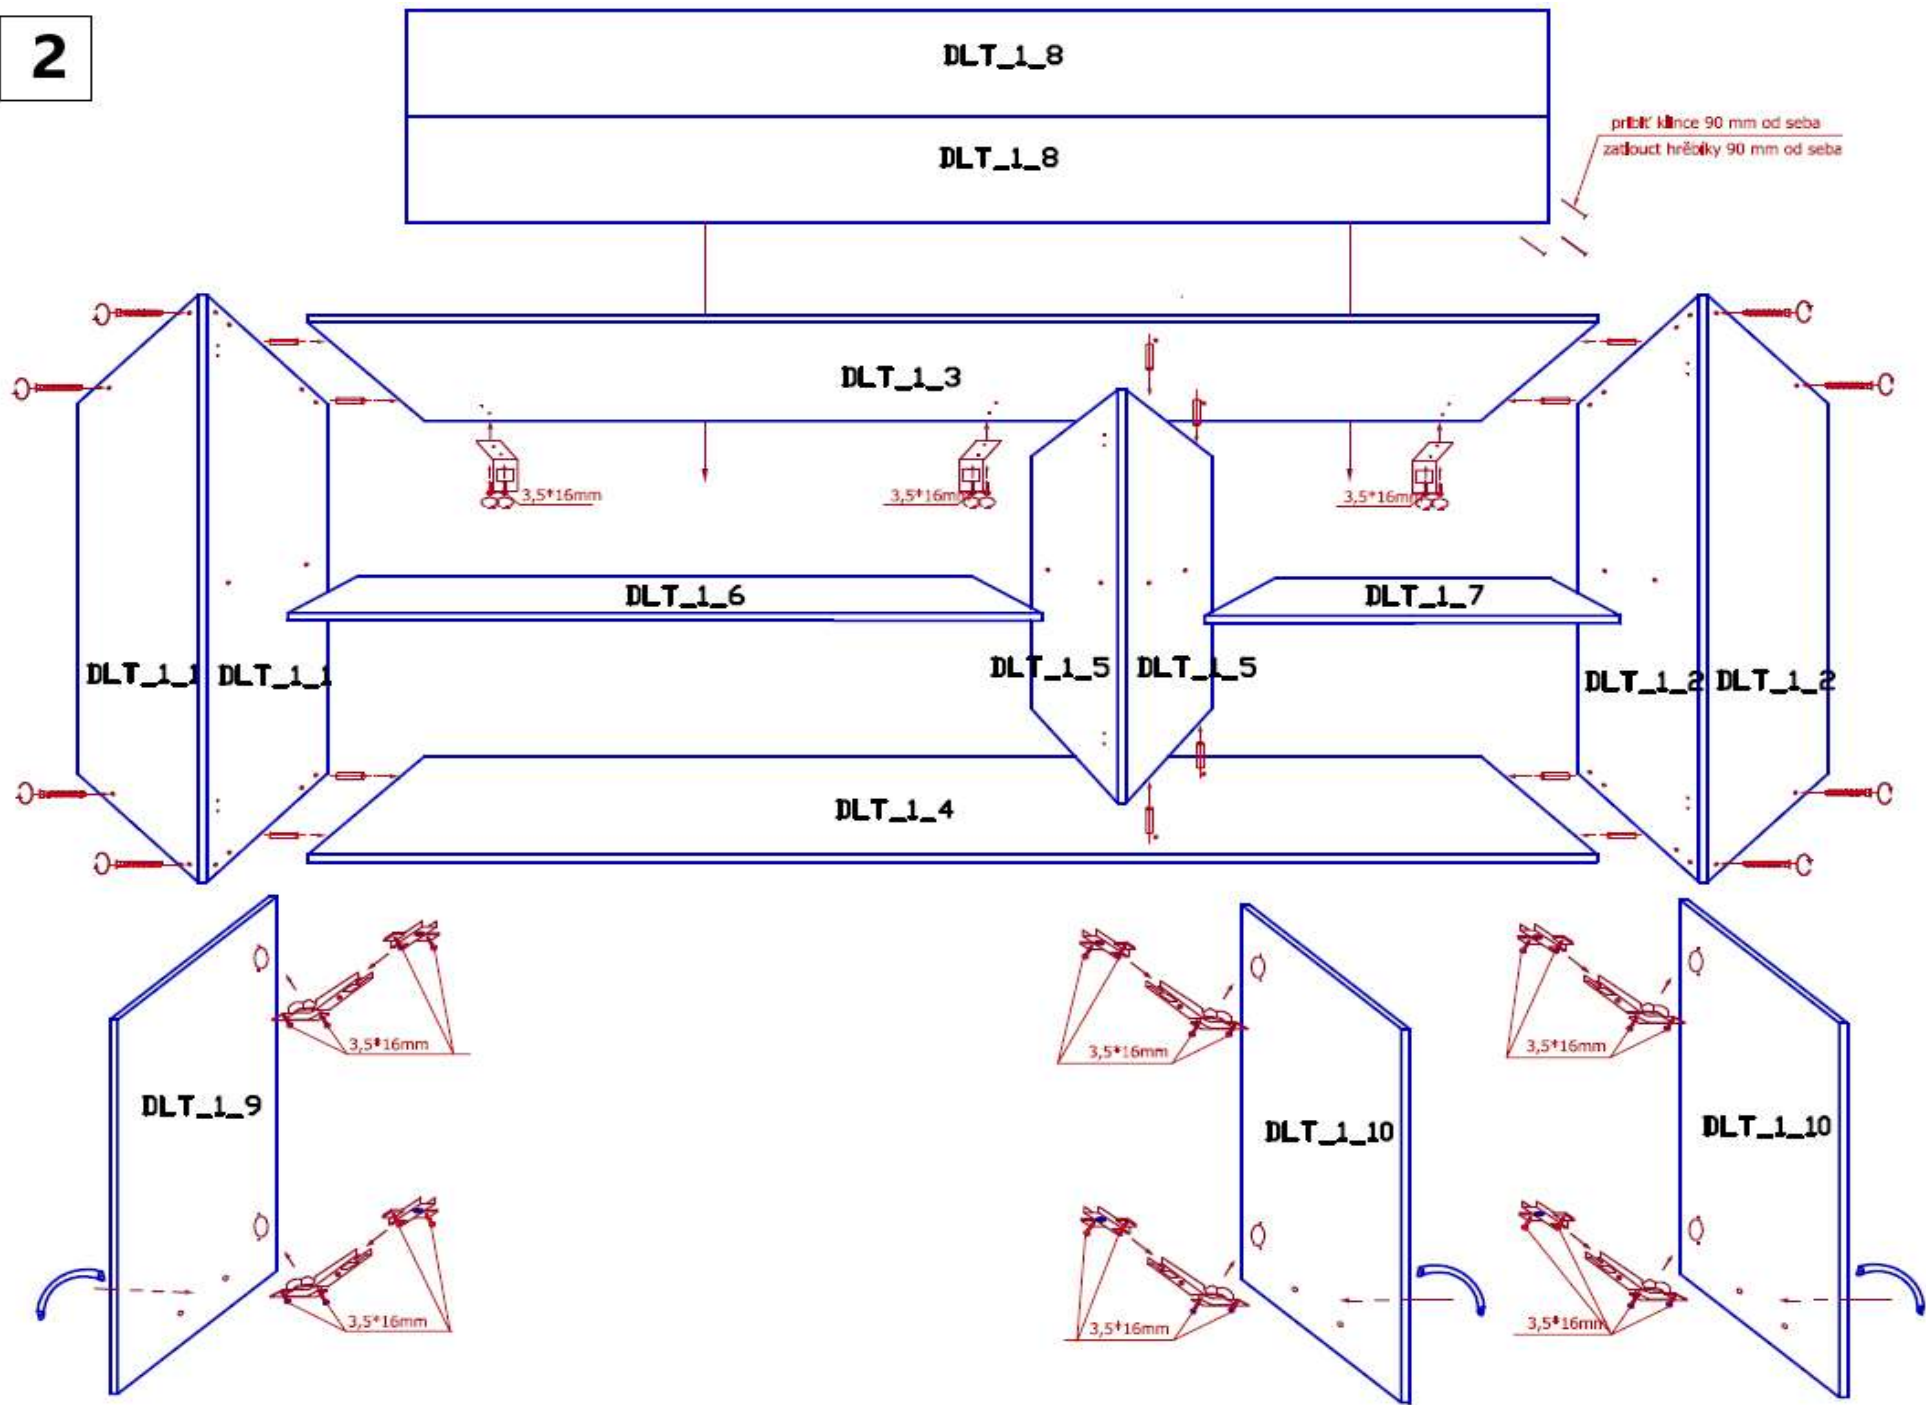 2
DLT_1_8
DLT_1_8
pribiť klince 90 mm od seba
zatlouct hřebíky 90 mm od seba
DLT_1_3
3,5*16mm
3,5*16mm
3,5*16mm
DLT_1_6
DLT_1_7
DLT_1_1
DLT_1_1
DLT_1_5
DLT_1_5
DLT_1_2
DLT_1_2
DLT_1_4
3,5*16mm
3,5*16mm
3,5*16mm
DLT_1_9
DLT_1_10
DLT_1_10
3,5*16mm
3,5*16mm
3,5*16mm